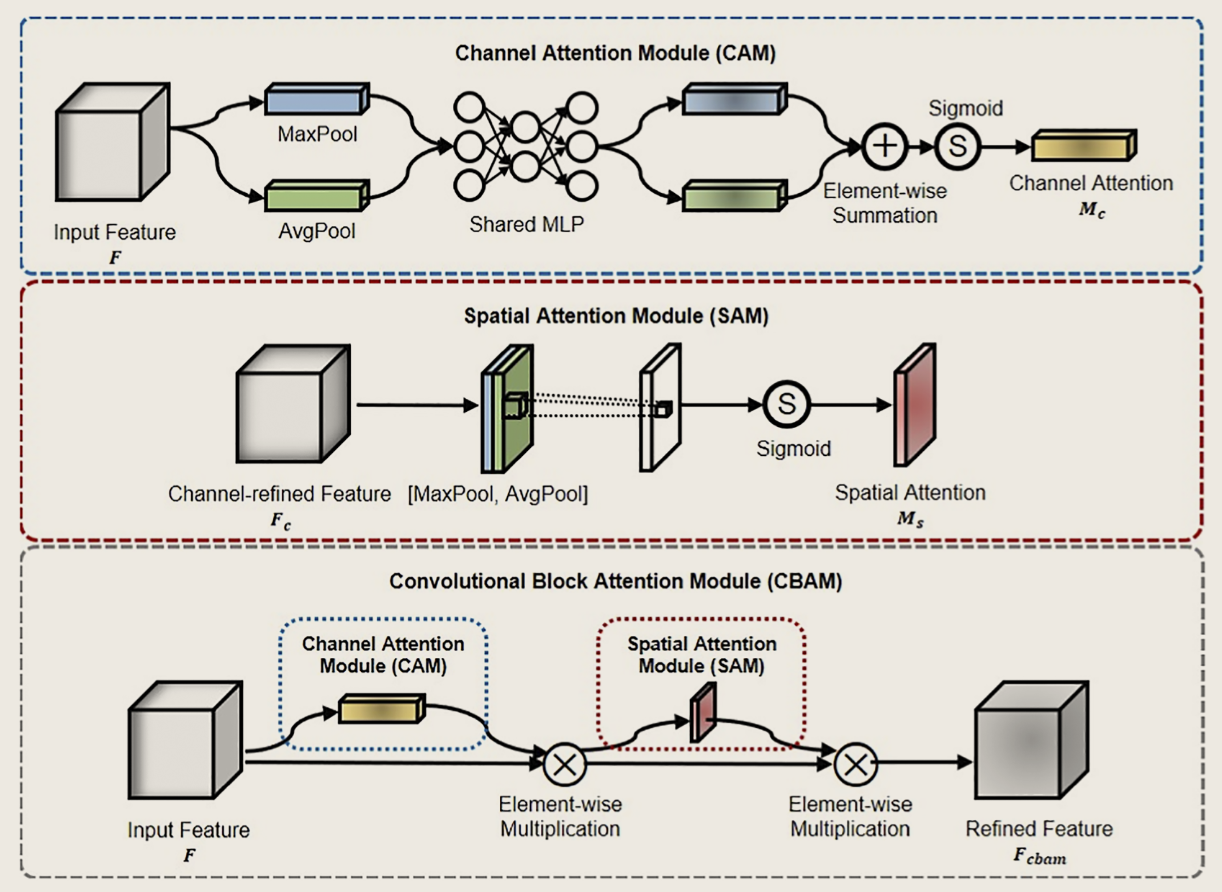 Channel Attention Module (CAM)
MaxPool
AvgPool
Input Feature
F
Shared MLP
+
Element-wise
Summation
Sigmoid
S
Channel Attention
M_c
Spatial Attention Module (SAM)
Channel-refined Feature
F_c
[MaxPool, AvgPool]
S
Sigmoid
Spatial Attention
M_s
Convolutional Block Attention Module (CBAM)
Channel Attention
Module (CAM)
Spatial Attention
Module (SAM)
Input Feature
F
×
Element-wise
Multiplication
×
Element-wise
Multiplication
Refined Feature
F_cbam